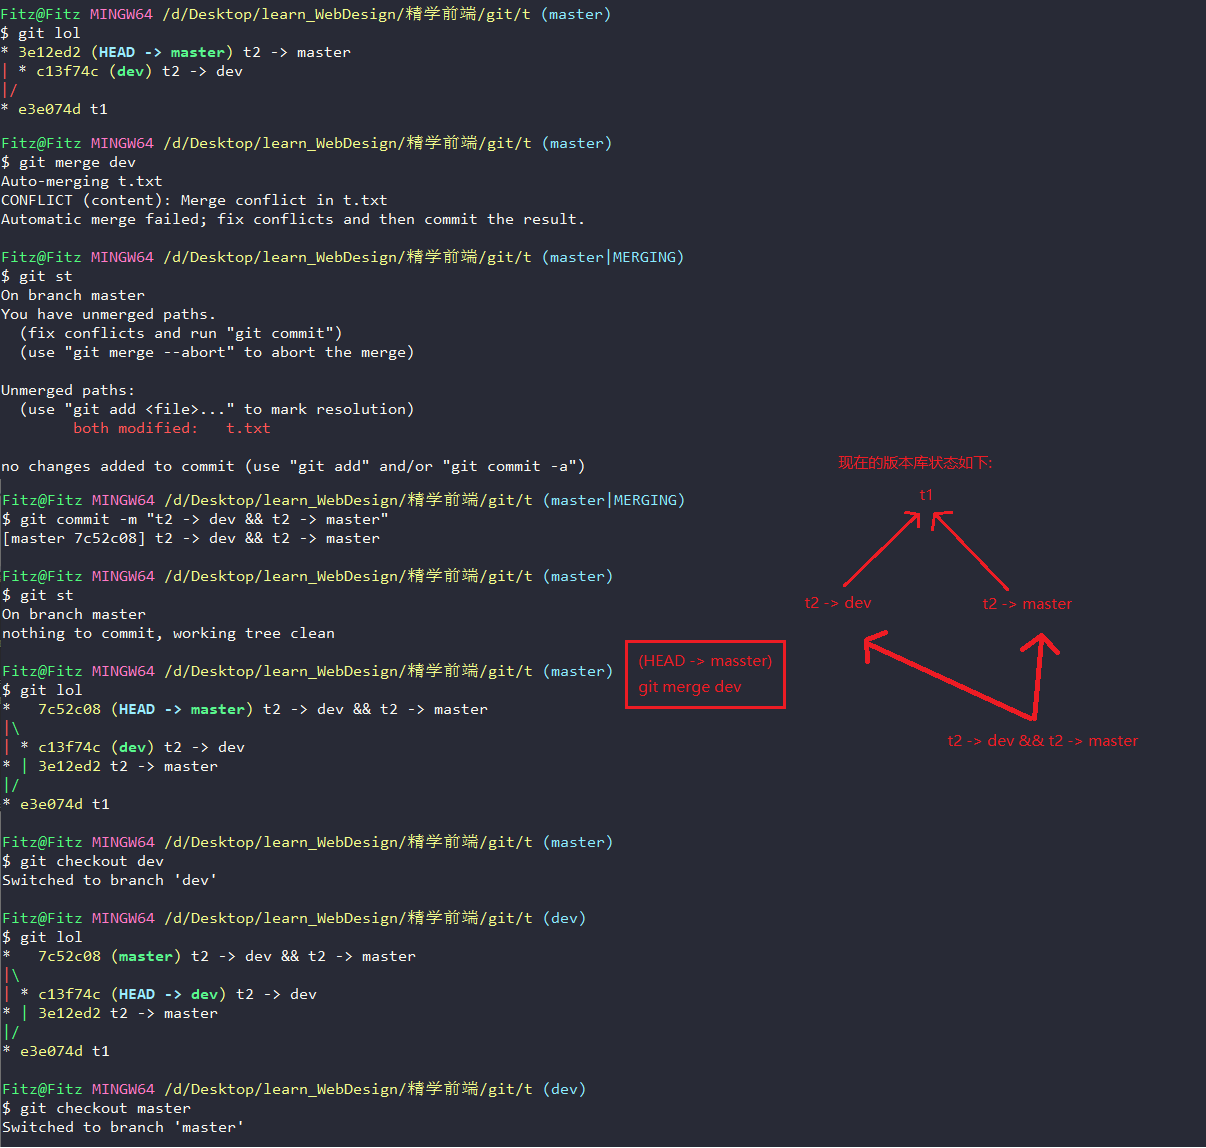 Fitz@Fitz MINGW64 /d/Desktop/learn_WebDesign/精学前端/git/t (master)
$ git lol
* 3e12ed2 (HEAD -> master) t2 -> master
| * c13f74c (dev) t2 -> dev
|/
* e3e074d t1
Fitz@Fitz MINGW64 /d/Desktop/learn_WebDesign/精学前端/git/t (master)
$ git merge dev
Auto-merging t.txt
CONFLICT (content): Merge conflict in t.txt
Automatic merge failed; fix conflicts and then commit the result.
Fitz@Fitz MINGW64 /d/Desktop/learn_WebDesign/精学前端/git/t (master|MERGING)
$ git st
On branch master
You have unmerged paths.
  (fix conflicts and run "git commit")
  (use "git merge --abort" to abort the merge)
Unmerged paths:
  (use "git add <file>..." to mark resolution)
        both modified:   t.txt
no changes added to commit (use "git add" and/or "git commit -a")
Fitz@Fitz MINGW64 /d/Desktop/learn_WebDesign/精学前端/git/t (master|MERGING)
$ git commit -m "t2 -> dev && t2 -> master"
[master 7c52c08] t2 -> dev && t2 -> master
Fitz@Fitz MINGW64 /d/Desktop/learn_WebDesign/精学前端/git/t (master)
$ git st
On branch master
nothing to commit, working tree clean
Fitz@Fitz MINGW64 /d/Desktop/learn_WebDesign/精学前端/git/t (master)
$ git lol
*   7c52c08 (HEAD -> master) t2 -> dev && t2 -> master
|\
| * c13f74c (dev) t2 -> dev
* | 3e12ed2 t2 -> master
|/
* e3e074d t1
Fitz@Fitz MINGW64 /d/Desktop/learn_WebDesign/精学前端/git/t (master)
$ git checkout dev
Switched to branch 'dev'
Fitz@Fitz MINGW64 /d/Desktop/learn_WebDesign/精学前端/git/t (dev)
$ git lol
*   7c52c08 (master) t2 -> dev && t2 -> master
|\
| * c13f74c (HEAD -> dev) t2 -> dev
* | 3e12ed2 t2 -> master
|/
* e3e074d t1
Fitz@Fitz MINGW64 /d/Desktop/learn_WebDesign/精学前端/git/t (dev)
$ git checkout master
Switched to branch 'master'
现在的版本库状态如下:
t1
t2 -> dev
t2 -> master
(HEAD -> masster)
git merge dev
t2 -> dev && t2 -> master